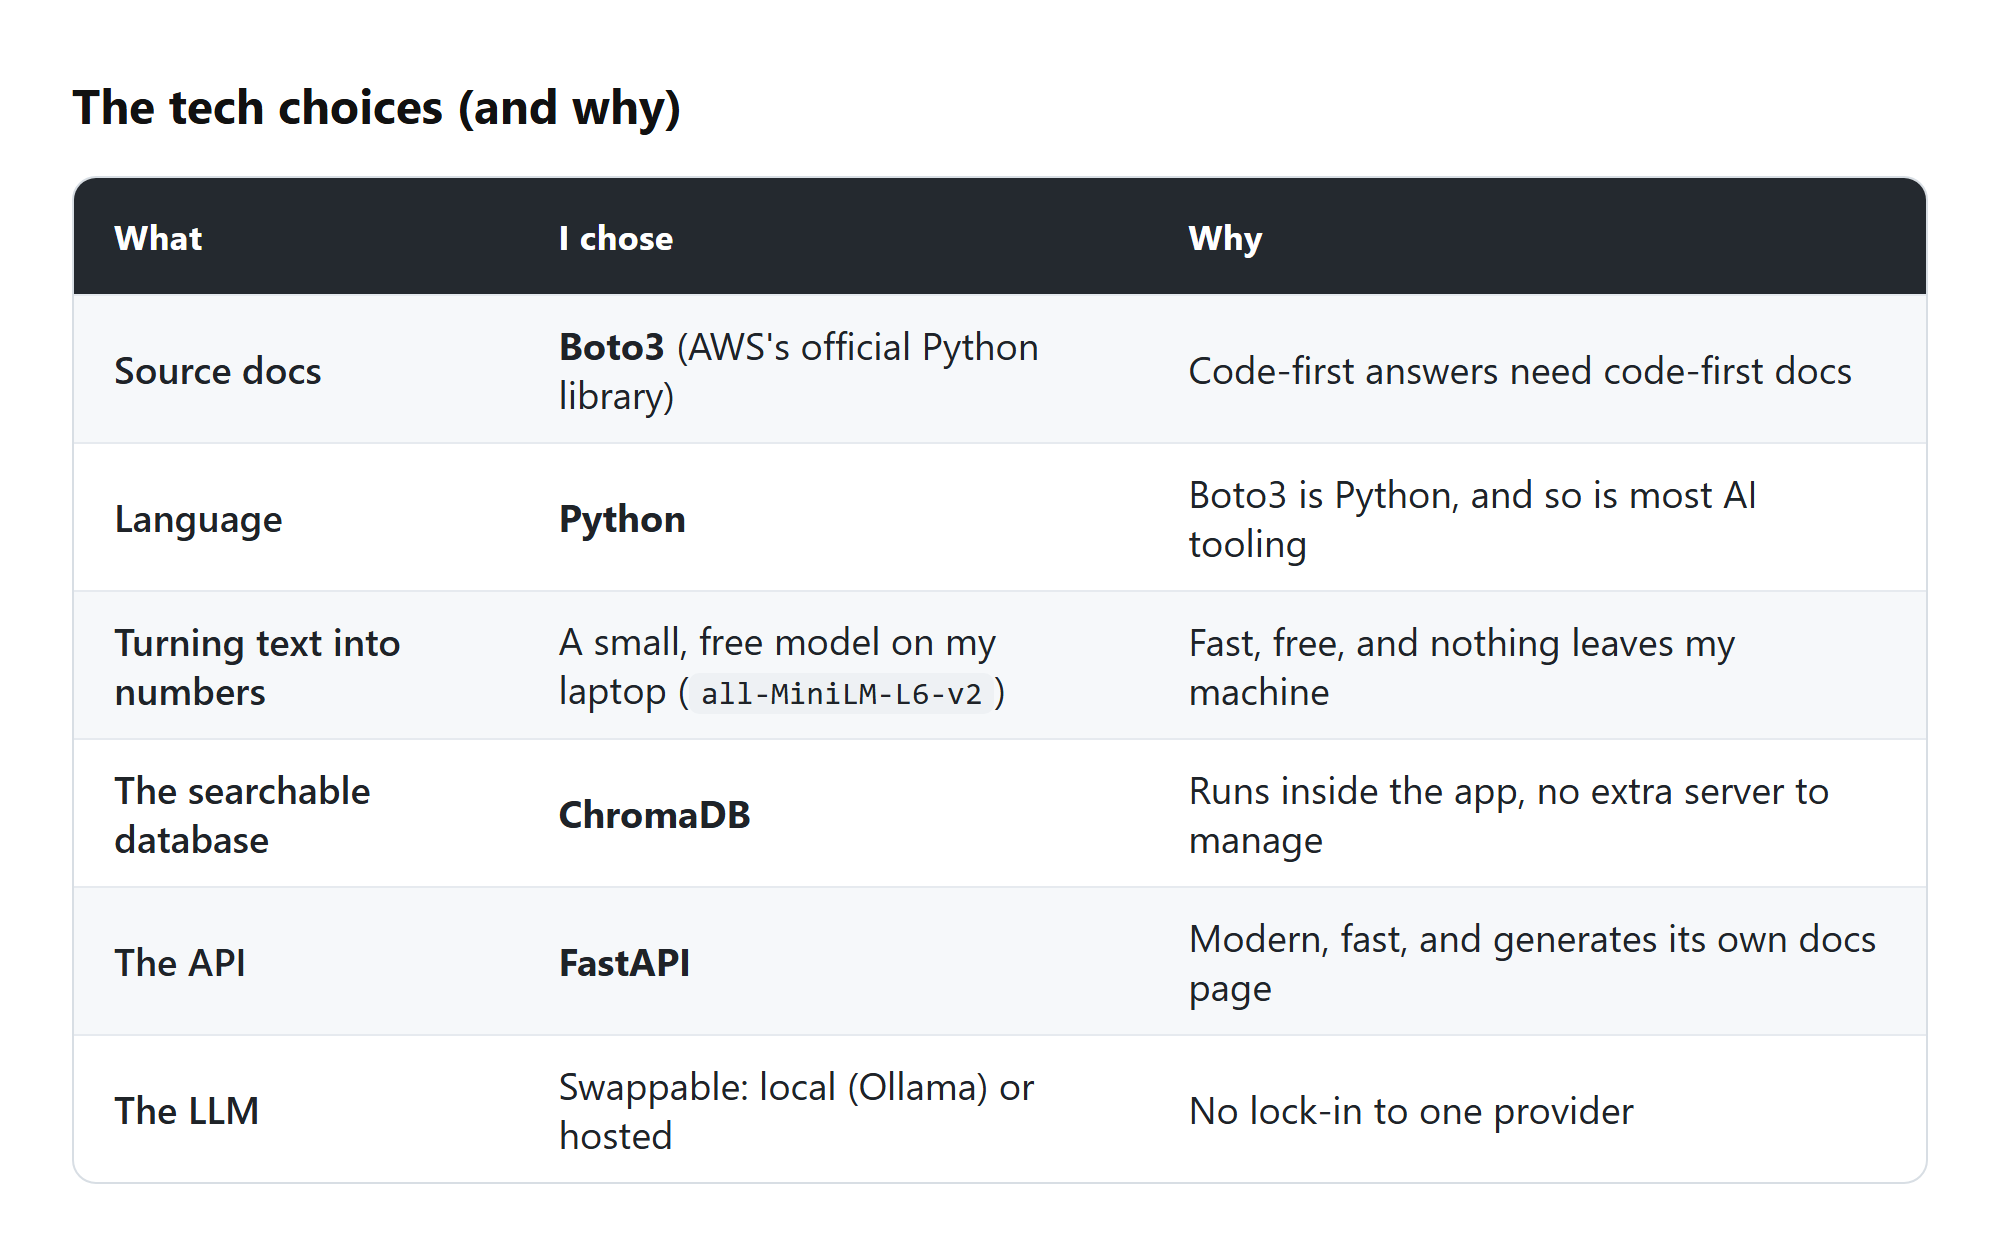 The tech choices (and why)
What
I chose
Why
Source docs
Boto3 (AWS's official Python
library)
Code-first answers need code-first docs
Language
Python
Boto3 is Python, and so is most AI
tooling
Turning text into
numbers
A small, free model on my
laptop (all-MiniLM-L6-v2)
Fast, free, and nothing leaves my
machine
The searchable
database
ChromaDB
Runs inside the app, no extra server to
manage
The API
FastAPI
Modern, fast, and generates its own docs
page
The LLM
Swappable: local (Ollama) or
hosted
No lock-in to one provider